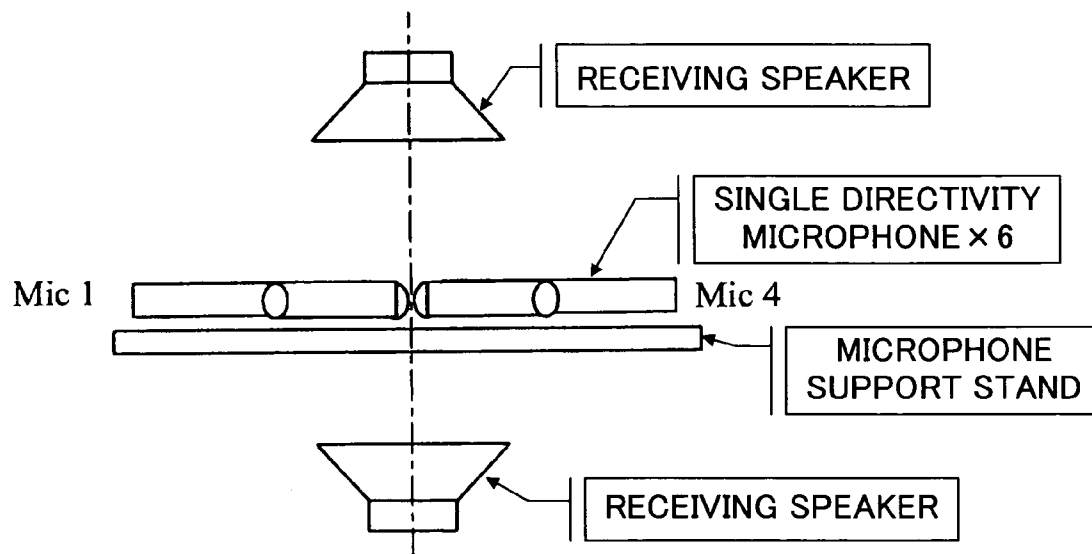 RECEIVING SPEAKER
SINGLE DIRECTIVITY
MICROPHONE × 6
Mic 1
Mic 4
MICROPHONE
SUPPORT STAND
RECEIVING SPEAKER